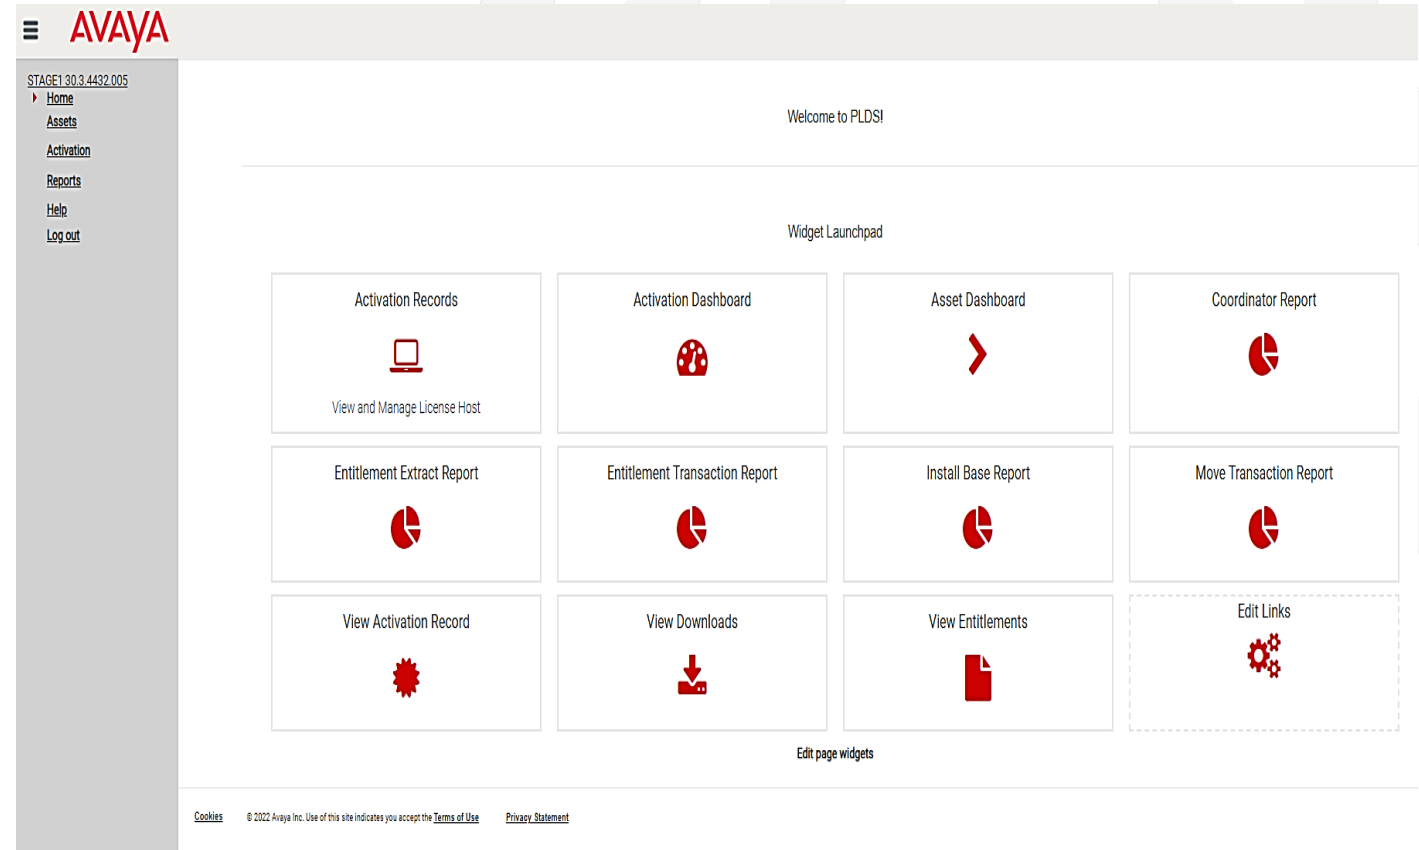 AVAYA
STAGE1 30.3.4432.005
Home
Assets
Activation
Reports
Help
Log out
Welcome to PLDS!
Widget Launchpad
Activation Records
View and Manage License Host
Activation Dashboard
Asset Dashboard
Coordinator Report
Entitlement Extract Report
Entitlement Transaction Report
Install Base Report
Move Transaction Report
View Activation Record
View Downloads
View Entitlements
Edit Links
Edit page widgets
Cookies © 2022 Avaya Inc. Use of this site indicates you accept the Terms of Use Privacy Statement